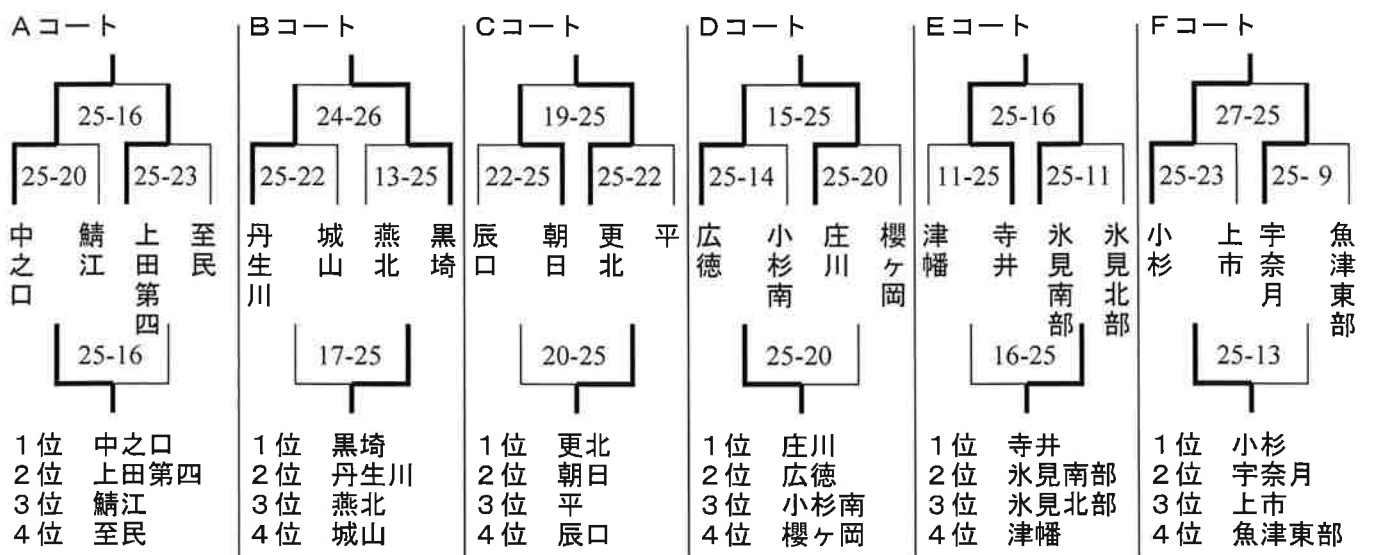 Aコート
25-16
25-20
25-23
中之口
鯖江
上田第四
至民
25-16
1位 中之口
2位 上田第四
3位 鯖江
4位 至民
Bコート
24-26
25-22
13-25
丹生川
城山
燕北
黒埼
17-25
1位 黒埼
2位 丹生川
3位 燕北
4位 城山
Cコート
19-25
22-25
25-22
辰口
朝日
更北
平
20-25
1位 更北
2位 朝日
3位 平
4位 辰口
Dコート
15-25
25-14
25-20
広徳
小杉南
庄川
櫻ヶ岡
25-20
1位 庄川
2位 広徳
3位 小杉南
4位 櫻ヶ岡
Eコート
25-16
11-25
25-11
津幡
寺井
氷見南部
氷見北部
16-25
1位 寺井
2位 氷見南部
3位 氷見北部
4位 津幡
Fコート
27-25
25-23
25- 9
小杉
上市
宇奈月
魚津東部
25-13
1位 小杉
2位 宇奈月
3位 上市
4位 魚津東部